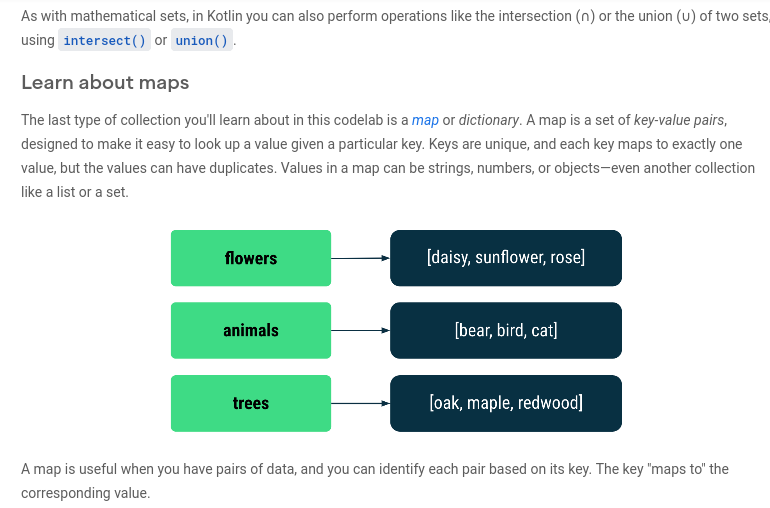 As with mathematical sets, in Kotlin you can also perform operations like the intersection (∩) or the union (∪) of two sets,
using intersect() or union() .
Learn about maps
The last type of collection you'll learn about in this codelab is a map or dictionary. A map is a set of key-value pairs,
designed to make it easy to look up a value given a particular key. Keys are unique, and each key maps to exactly one
value, but the values can have duplicates. Values in a map can be strings, numbers, or objects—even another collection
like a list or a set.
flowers [daisy, sunflower, rose]
animals [bear, bird, cat]
trees [oak, maple, redwood]
A map is useful when you have pairs of data, and you can identify each pair based on its key. The key "maps to" the
corresponding value.